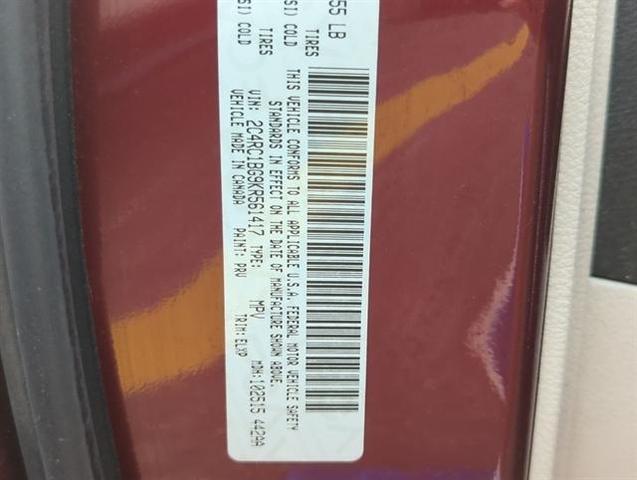 55 LB
TIRES
TIRES
SI) COLD
SI) COLD
THIS VEHICLE CONFORMS TO ALL APPLICABLE U.S.A. FEDERAL MOTOR VEHICLE SAFETY
STANDARDS IN EFFECT ON THE DATE OF MANUFACTURE SHOWN ABOVE.
VIN: 2C4RC1BG9KR561417 TYPE: MPV MDH:102515 442AA
VEHICLE MADE IN CANADA PAINT: PRV TRIM:ELXP